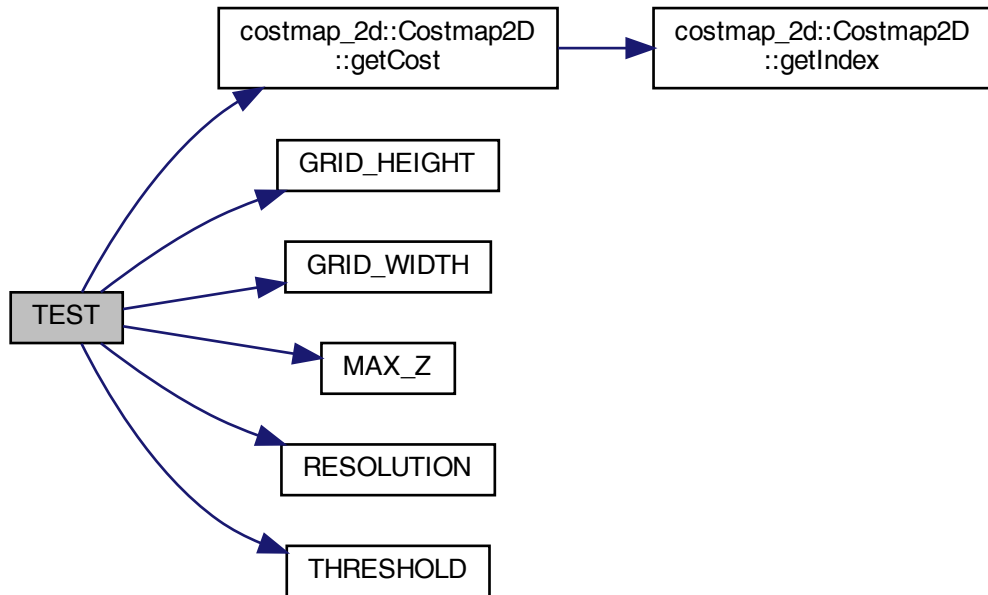 costmap_2d::Costmap2D
::getCost
costmap_2d::Costmap2D
::getIndex
GRID_HEIGHT
GRID_WIDTH
TEST
MAX_Z
RESOLUTION
THRESHOLD